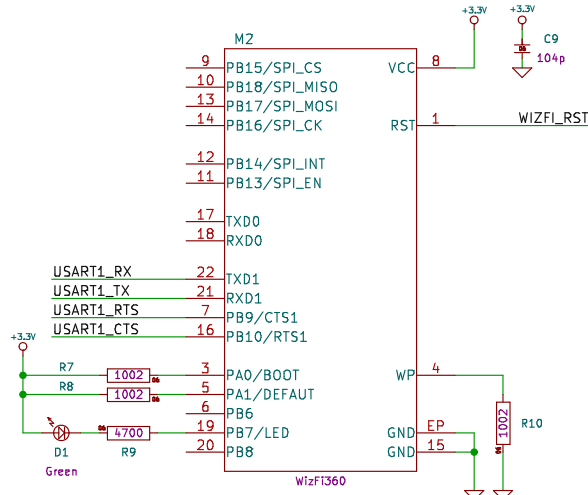 +3.3V
+3.3V
M2
C9
104p
9 PB15/SPI_CS
VCC 8
10 PB18/SPI_MISO
13 PB17/SPI_MOSI
14 PB16/SPI_CK
RST 1
WIZFI_RST
12 PB14/SPI_INT
11 PB13/SPI_EN
17 TXD0
18 RXD0
USART1_RX 22 TXD1
USART1_TX 21 RXD1
USART1_RTS 7 PB9/CTS1
USART1_CTS 16 PB10/RTS1
+3.3V
R7 1002 3 PA0/BOOT
WP 4
R8 1002 5 PA1/DEFAUT
6 PB6
1002 R10
D1 Green
R9 4700 19 PB7/LED
GND EP
20 PB8
GND 15
WizFi360